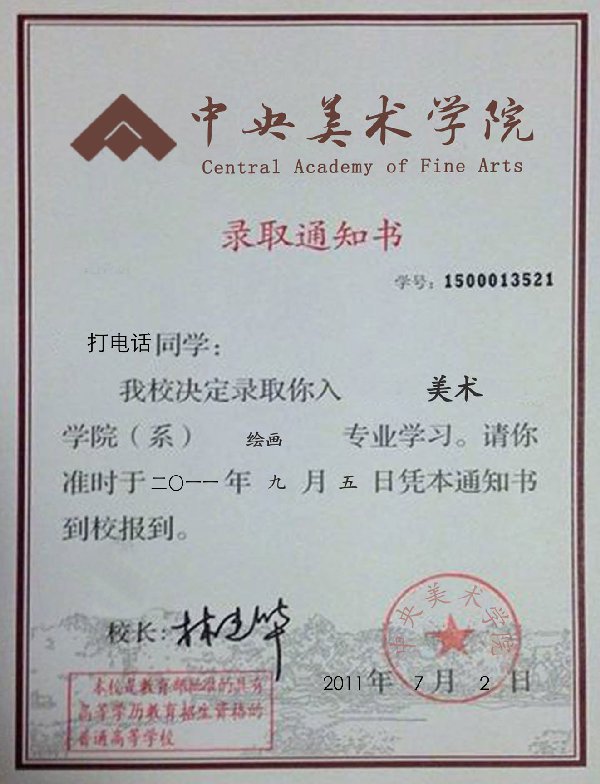 中央美术学院
Central Academy of Fine Arts
录取通知书
学号：1500013521
打电话同学：
我校决定录取你入 美术
学院（系） 绘画 专业学习。请你
准时于二〇一一年 九 月 五 日凭本通知书
到校报到。
校长：林建华
中央美术学院
2011年 7 月 2 日
本校是教育部批准的具有
高等学历教育招生资格的
普通高等学校